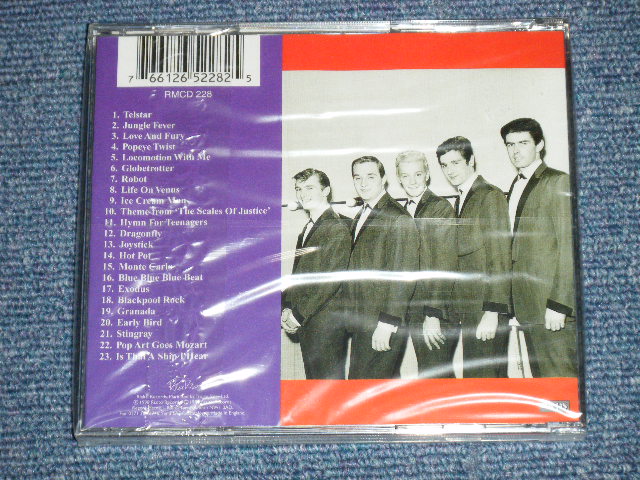 7 66126 52282 5
RMCD 228
1. Telstar
2. Jungle Fever
3. Love And Fury
4. Popeye Twist
5. Locomotion With Me
6. Globetrotter
7. Robot
8. Life On Venus
9. Ice Cream Man
10. Theme from 'The Scales Of Justice'
11. Hymn For Teenagers
12. Dragonfly
13. Joystick
14. Hot Pot
15. Monte Carlo
16. Blue Blue Blue Beat
17. Exodus
18. Blackpool Rock
19. Granada
20. Early Bird
21. Stingray
22. Pop Art Goes Mozart
23. Is That A Ship I Hear
Made in England.